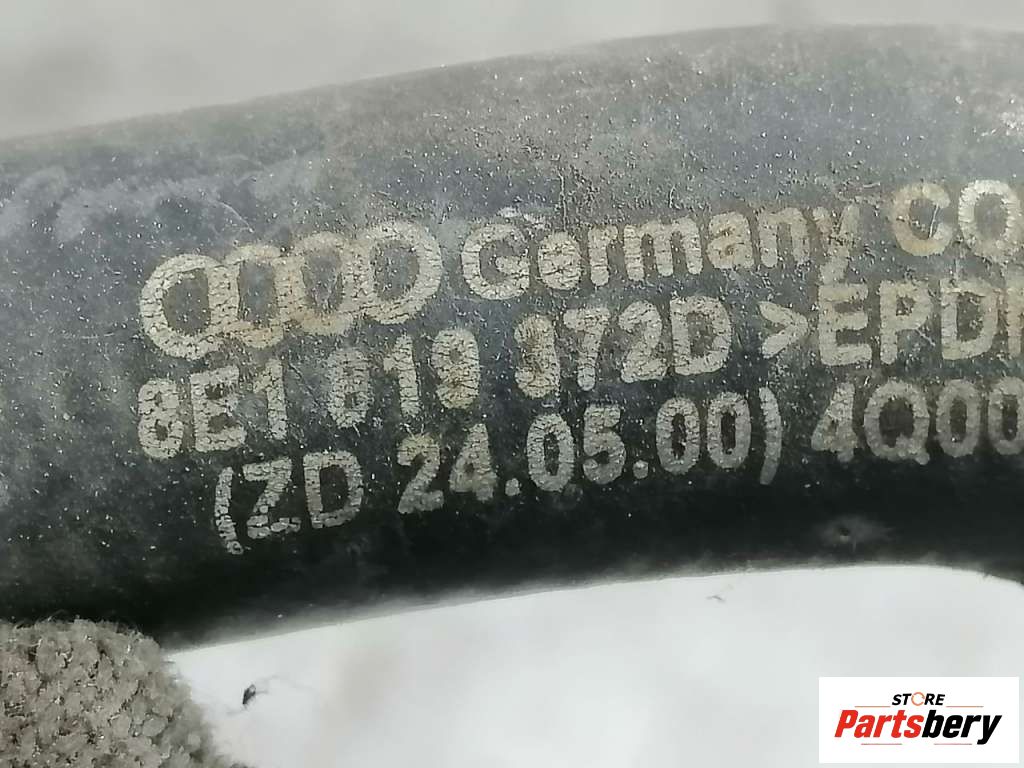 Germany CO
8E1 819 372D >EPD
(ZD 24.05.00) 4Q00
STORE
Partsbery